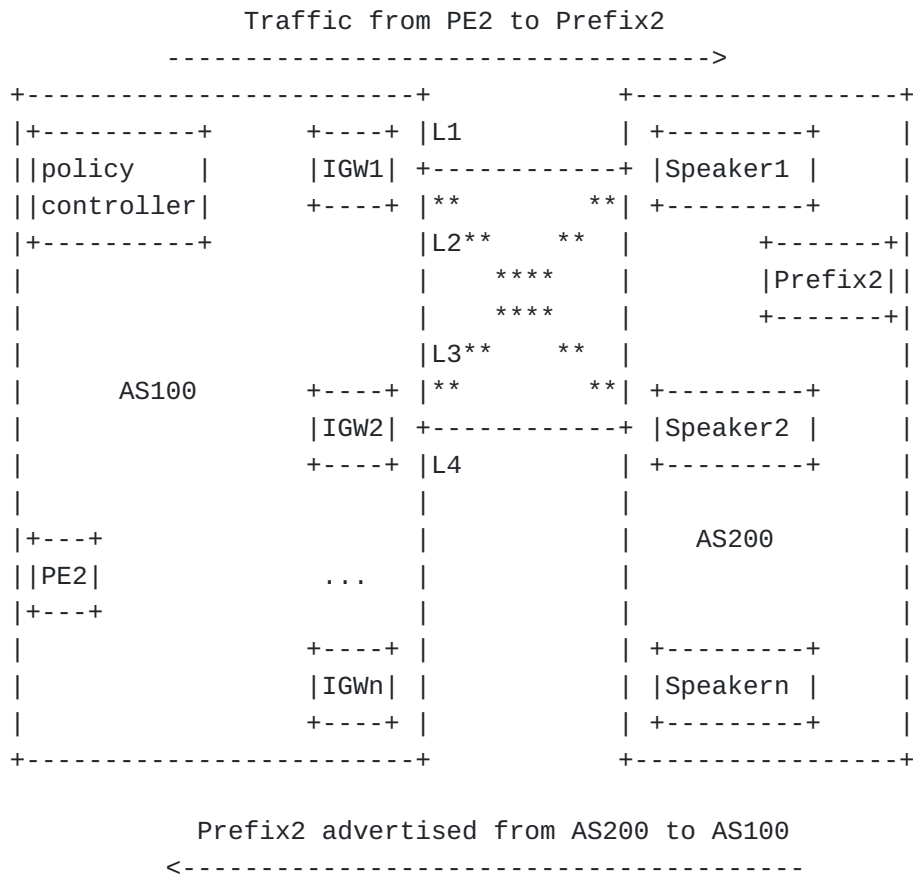 Traffic from PE2 to Prefix2
         ----------------------------------->
+-------------------------+            +-----------------+
|+----------+      +----+ |L1          | +---------+     |
||policy    |      |IGW1| +------------+ |Speaker1 |     |
||controller|      +----+ |**        **| +---------+     |
|+----------+             |L2**    **  |        +-------+|
|                         |    ****    |        |Prefix2||
|                         |    ****    |        +-------+|
|                         |L3**    **  |                 |
|      AS100       +----+ |**        **| +---------+     |
|                  |IGW2| +------------+ |Speaker2 |     |
|                  +----+ |L4          | +---------+     |
|                         |            |                 |
|+---+                    |            |    AS200        |
||PE2|              ...   |            |                 |
|+---+                    |            |                 |
|                  +----+ |            | +---------+     |
|                  |IGWn| |            | |Speakern |     |
|                  +----+ |            | +---------+     |
+-------------------------+            +-----------------+

           Prefix2 advertised from AS200 to AS100
         <----------------------------------------